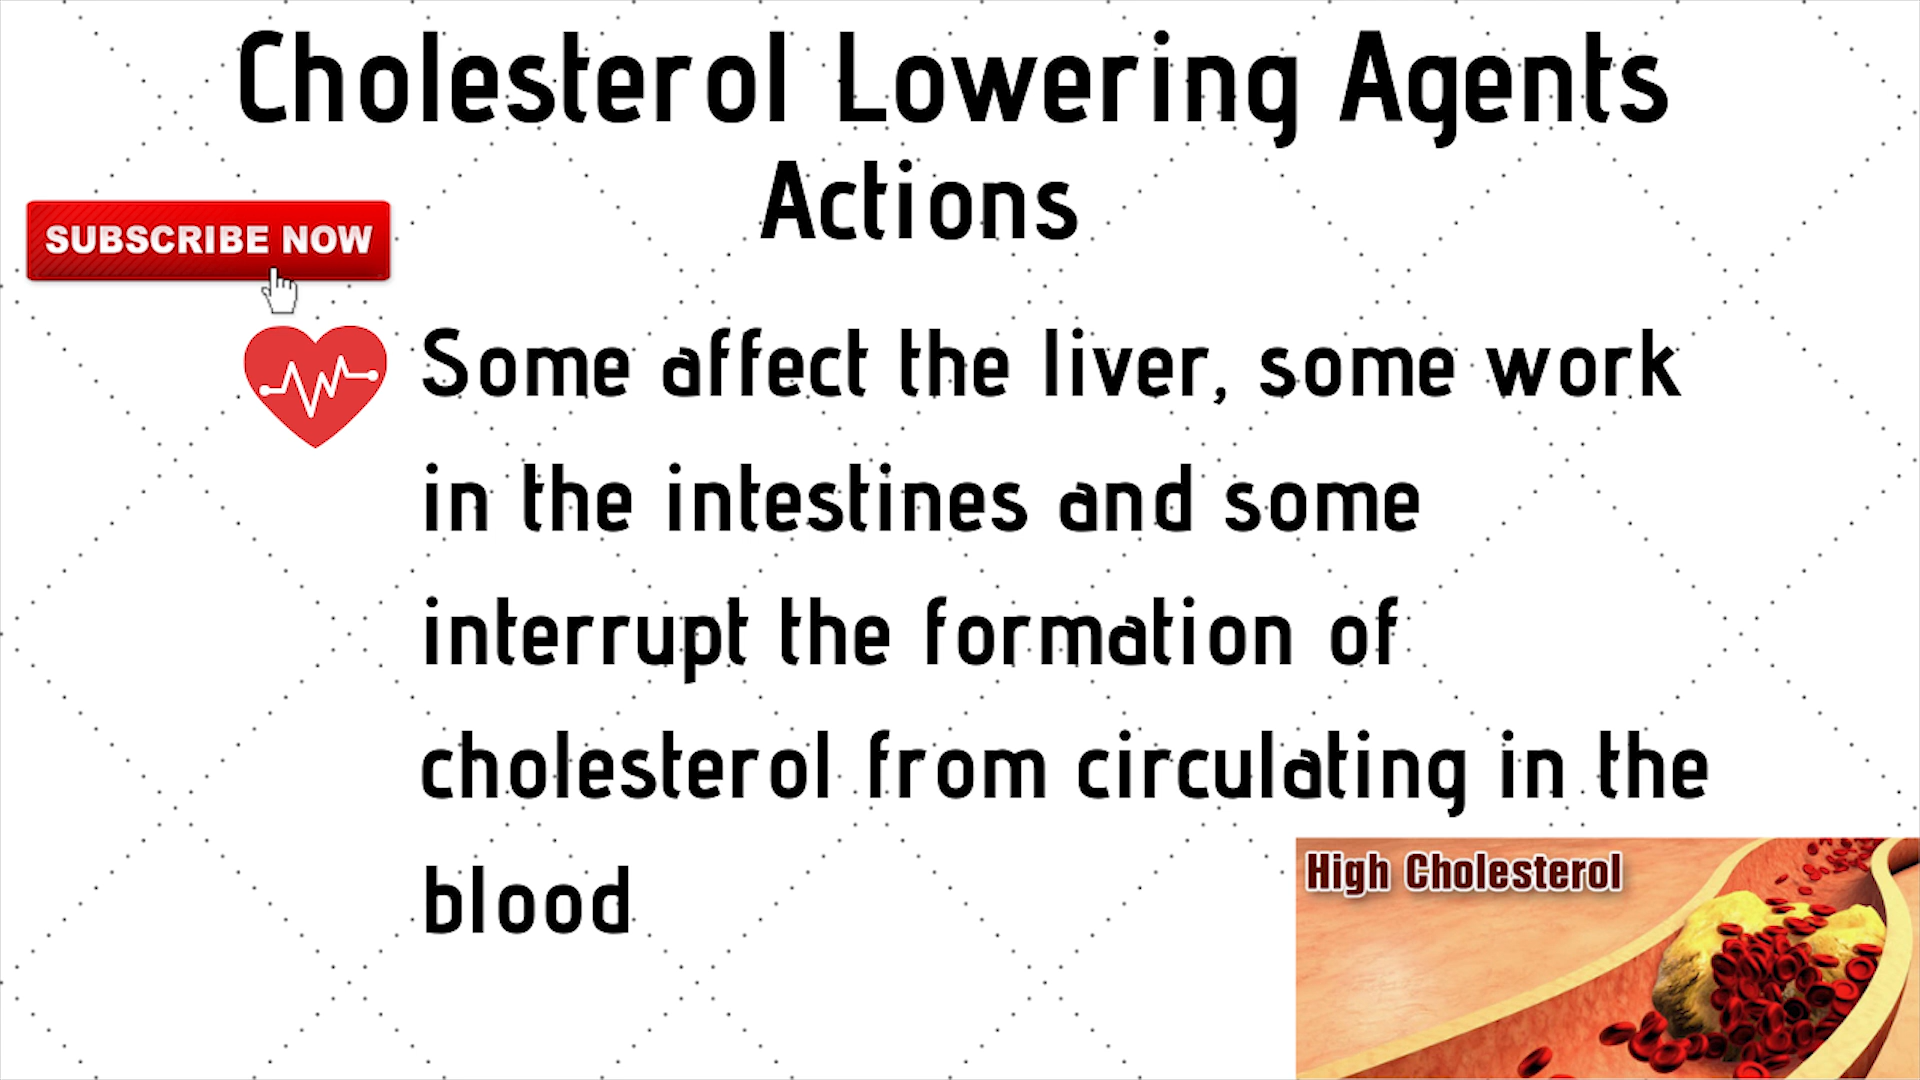 Cholesterol Lowering Agents
Actions
SUBSCRIBE NOW
Some affect the liver, some work
in the intestines and some
interrupt the formation of
cholesterol from circulating in the
blood
High Cholesterol